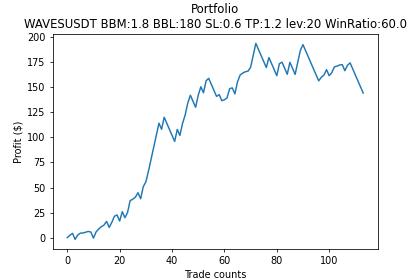 Portfolio
WAVESUSDT BBM:1.8 BBL:180 SL:0.6 TP:1.2 lev:20 WinRatio:60.0
200
175
150
125
100
75
50
25
0
Profit ($)
0 20 40 60 80 100
Trade counts